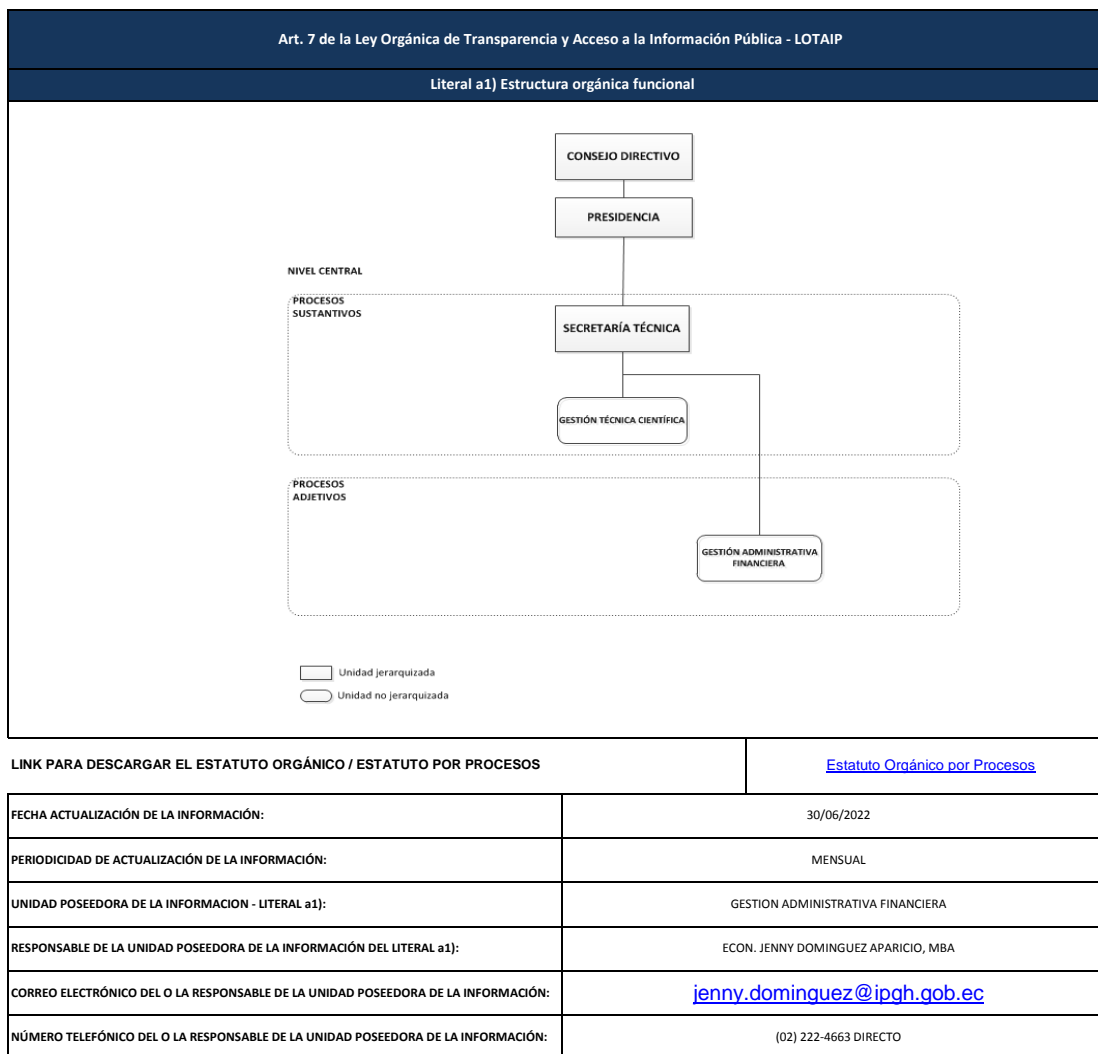 Art. 7 de la Ley Orgánica de Transparencia y Acceso a la Información Pública - LOTAIP
Literal a1) Estructura orgánica funcional
CONSEJO DIRECTIVO
PRESIDENCIA
NIVEL CENTRAL
PROCESOS
SUSTANTIVOS
SECRETARÍA TÉCNICA
GESTIÓN TÉCNICA CIENTÍFICA
PROCESOS
ADJETIVOS
GESTIÓN ADMINISTRATIVA
FINANCIERA
Unidad jerarquizada
Unidad no jerarquizada
LINK PARA DESCARGAR EL ESTATUTO ORGÁNICO / ESTATUTO POR PROCESOS Estatuto Orgánico por Procesos
FECHA ACTUALIZACIÓN DE LA INFORMACIÓN: 30/06/2022
PERIODICIDAD DE ACTUALIZACIÓN DE LA INFORMACIÓN: MENSUAL
UNIDAD POSEEDORA DE LA INFORMACION - LITERAL a1): GESTION ADMINISTRATIVA FINANCIERA
RESPONSABLE DE LA UNIDAD POSEEDORA DE LA INFORMACIÓN DEL LITERAL a1): ECON. JENNY DOMINGUEZ APARICIO, MBA
CORREO ELECTRÓNICO DEL O LA RESPONSABLE DE LA UNIDAD POSEEDORA DE LA INFORMACIÓN: jenny.dominguez@ipgh.gob.ec
NÚMERO TELEFÓNICO DEL O LA RESPONSABLE DE LA UNIDAD POSEEDORA DE LA INFORMACIÓN: (02) 222-4663 DIRECTO